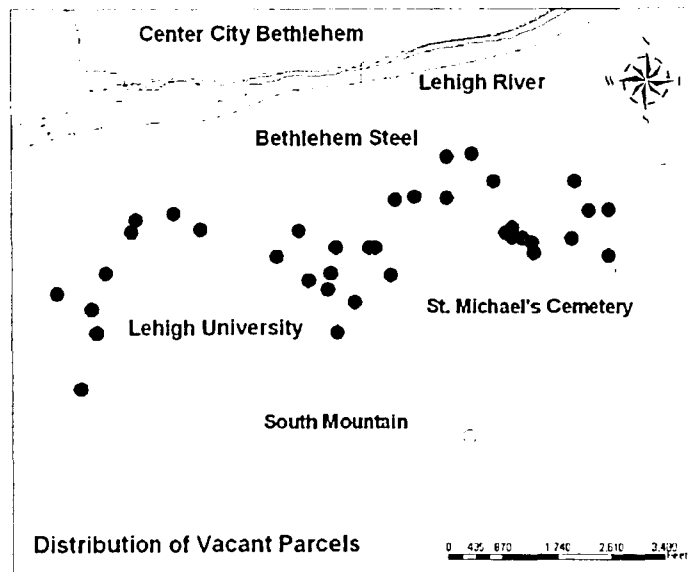 Center City Bethlehem
Lehigh River
Bethlehem Steel
St. Michael's Cemetery
Lehigh University
South Mountain
Distribution of Vacant Parcels
0 435 870 1,740 2,610 3,480
Feet